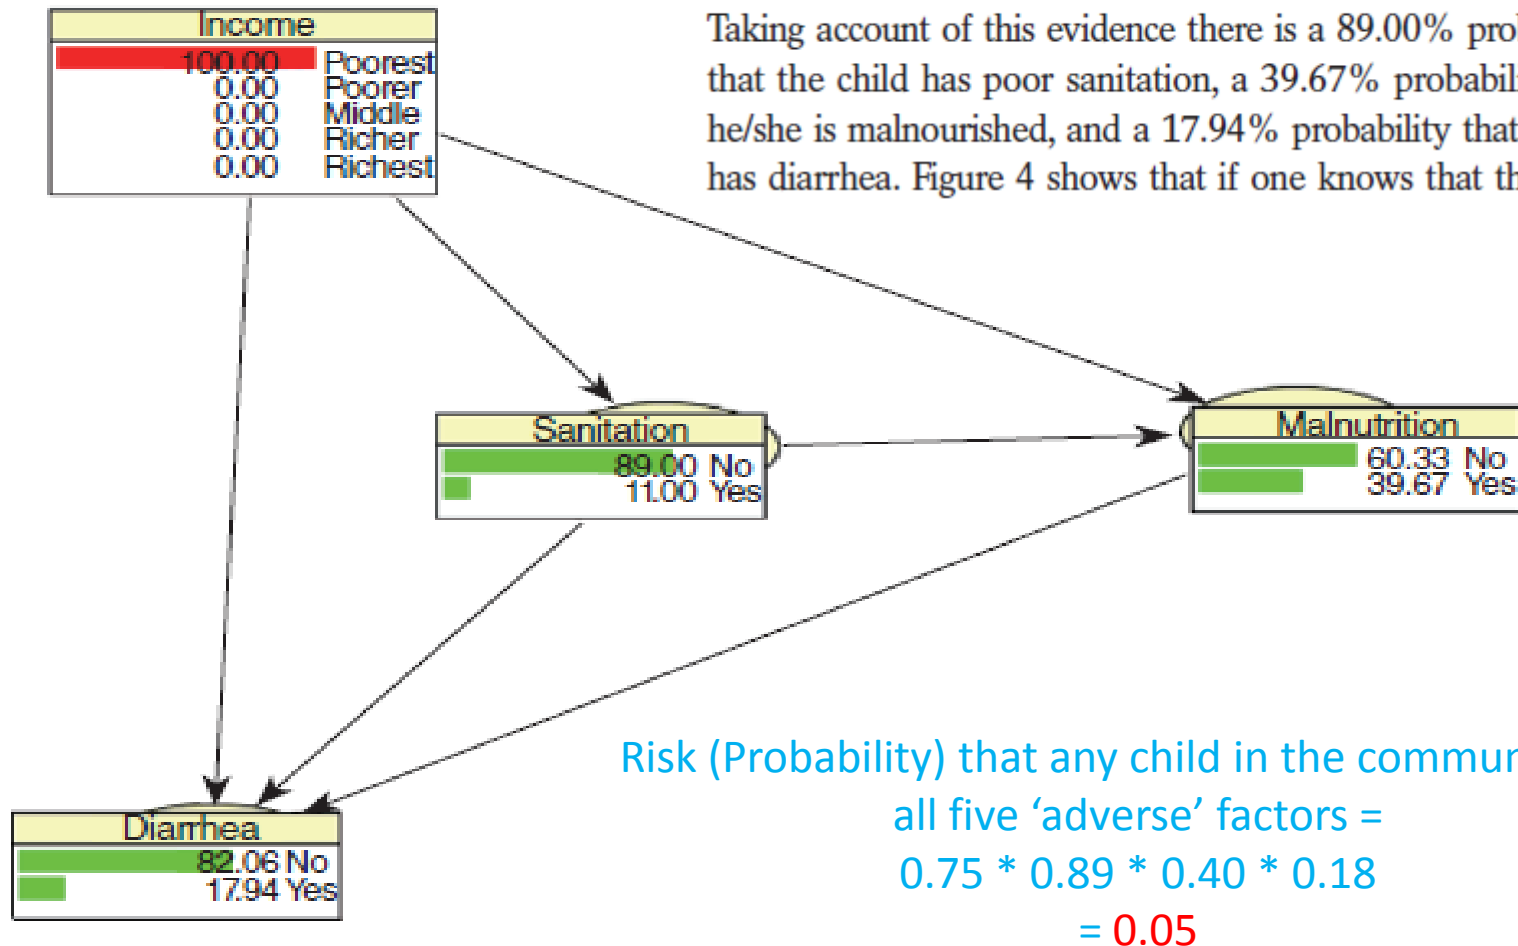 Income
100.00 Poorest
0.00 Poorer
0.00 Middle
0.00 Richer
0.00 Richest
Taking account of this evidence there is a 89.00% pro
that the child has poor sanitation, a 39.67% probabili
he/she is malnourished, and a 17.94% probability that
has diarrhea. Figure 4 shows that if one knows that th
Sanitation
89.00 No
11.00 Yes
Malnutrition
60.33 No
39.67 Yes
Risk (Probability) that any child in the commun
all five ‘adverse’ factors =
0.75 * 0.89 * 0.40 * 0.18
= 0.05
Diarrhea
82.06 No
17.94 Yes